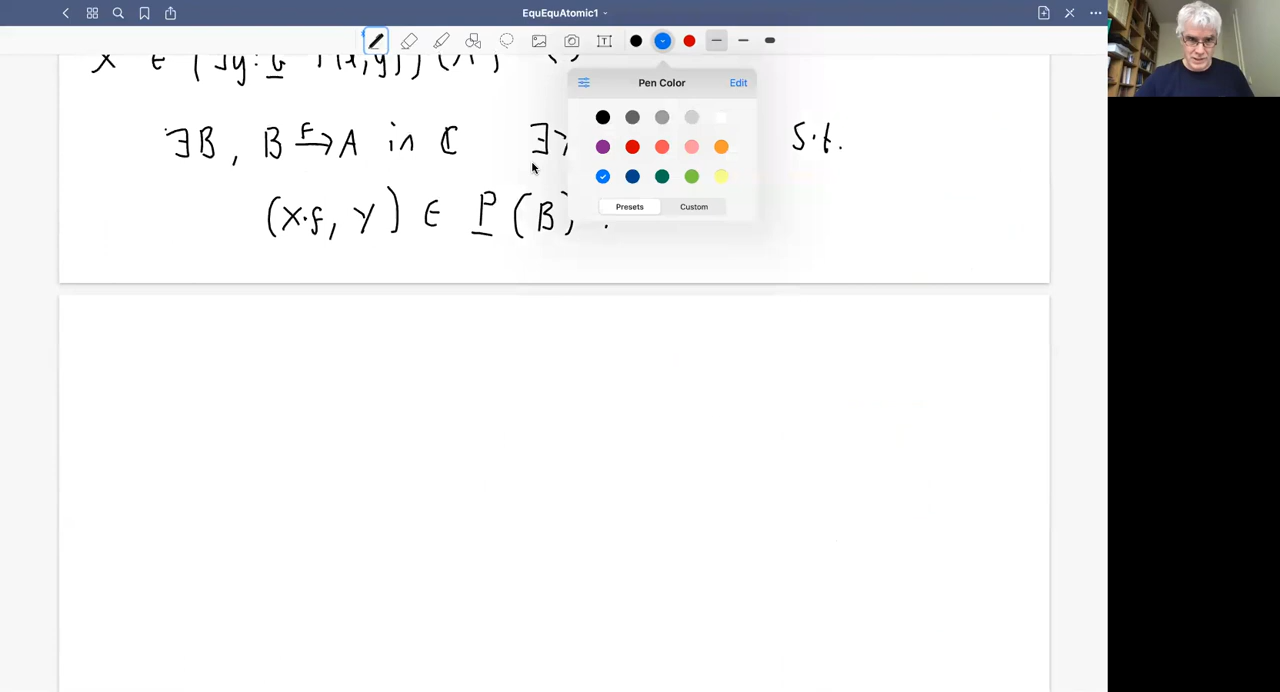 EquEquAtomic1
Pen Color
Edit
x ∈ (∃y: G P(x,y)) (A)
∃B, B →f A in ℂ ∃y s.t.
(x·f, y) ∈ P (B) .
Presets
Custom